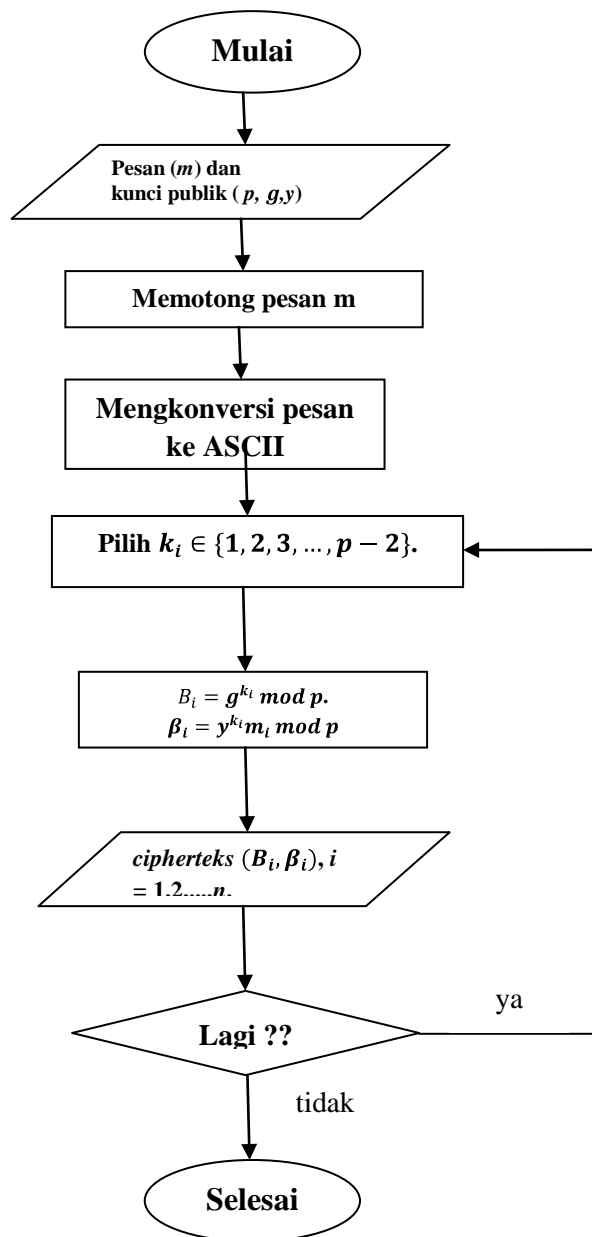 Mulai
Pesan (m) dan
kunci publik ( p, g,y)
Memotong pesan m
Mengkonversi pesan
ke ASCII
Pilih kᵢ ∈ {1, 2, 3, … , p − 2}.
Bᵢ = g^{kᵢ} mod p.
βᵢ = y^{kᵢ}mᵢ mod p
cipherteks (Bᵢ, βᵢ), i
= 1,2,...,n.
Lagi ??
ya
tidak
Selesai